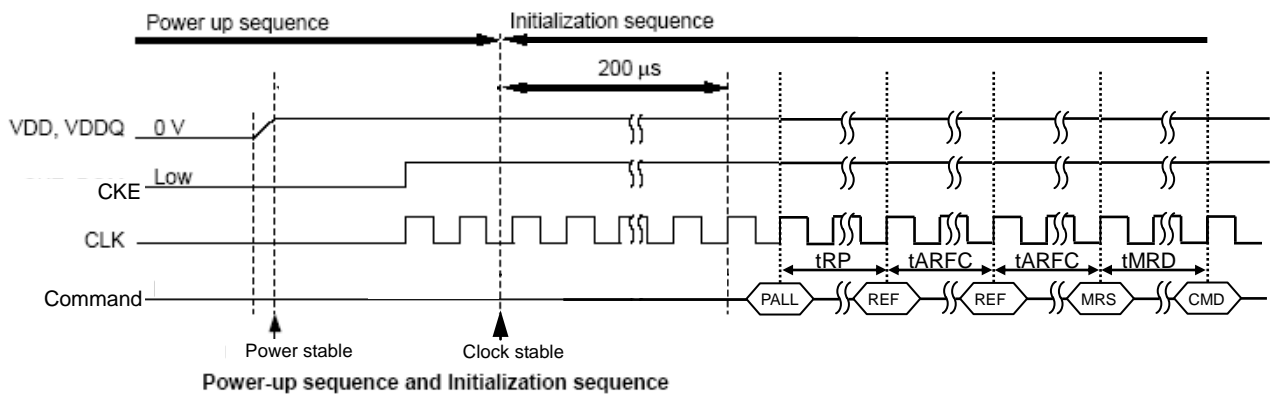 Power up sequence Initialization sequence
200 μs
VDD, VDDQ 0 V
CKE Low
CLK
tRP tARFC tARFC tMRD
Command PALL REF REF MRS CMD
Power stable Clock stable
Power-up sequence and Initialization sequence